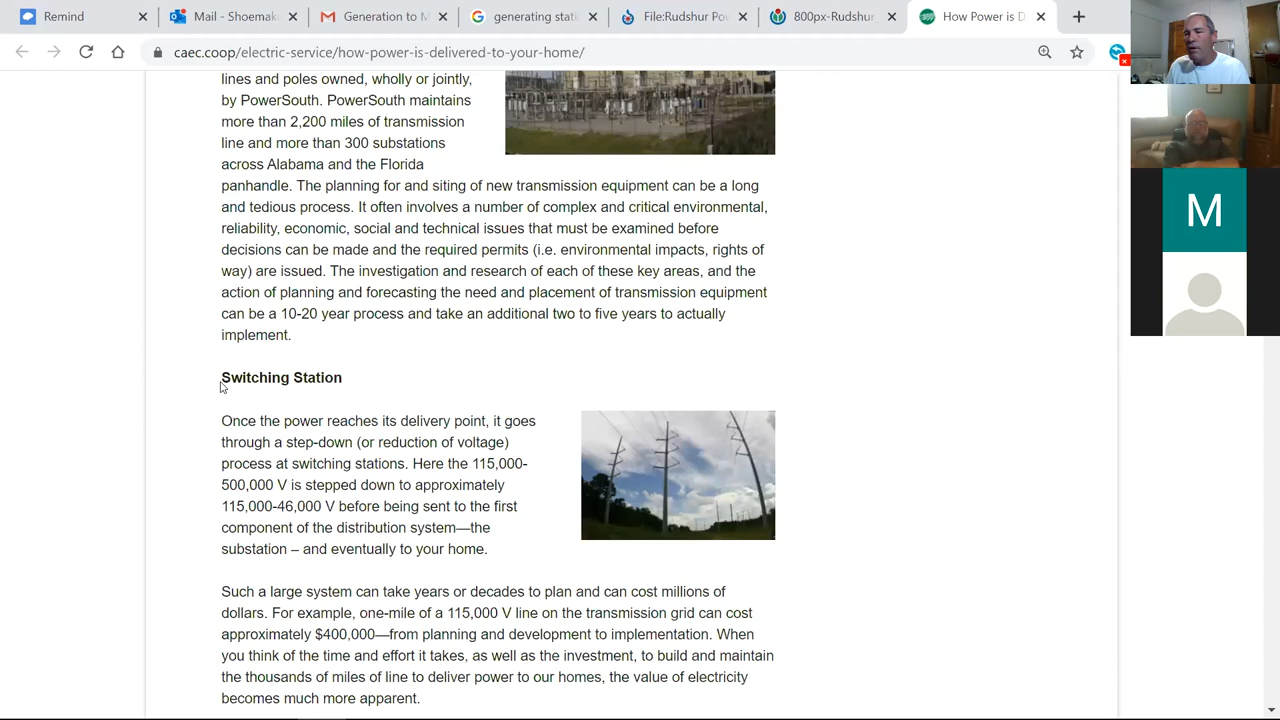 Remind
Mail - Shoemak
Generation to M
generating stati
File:Rudshur Pow
800px-Rudshur_
How Power is D
caec.coop/electric-service/how-power-is-delivered-to-your-home/
lines and poles owned, wholly or jointly,
by PowerSouth. PowerSouth maintains
more than 2,200 miles of transmission
line and more than 300 substations
across Alabama and the Florida
panhandle. The planning for and siting of new transmission equipment can be a long
and tedious process. It often involves a number of complex and critical environmental,
reliability, economic, social and technical issues that must be examined before
decisions can be made and the required permits (i.e. environmental impacts, rights of
way) are issued. The investigation and research of each of these key areas, and the
action of planning and forecasting the need and placement of transmission equipment
can be a 10-20 year process and take an additional two to five years to actually
implement.
Switching Station
Once the power reaches its delivery point, it goes
through a step-down (or reduction of voltage)
process at switching stations. Here the 115,000-
500,000 V is stepped down to approximately
115,000-46,000 V before being sent to the first
component of the distribution system—the
substation – and eventually to your home.
Such a large system can take years or decades to plan and can cost millions of
dollars. For example, one-mile of a 115,000 V line on the transmission grid can cost
approximately $400,000—from planning and development to implementation. When
you think of the time and effort it takes, as well as the investment, to build and maintain
the thousands of miles of line to deliver power to our homes, the value of electricity
becomes much more apparent.
M